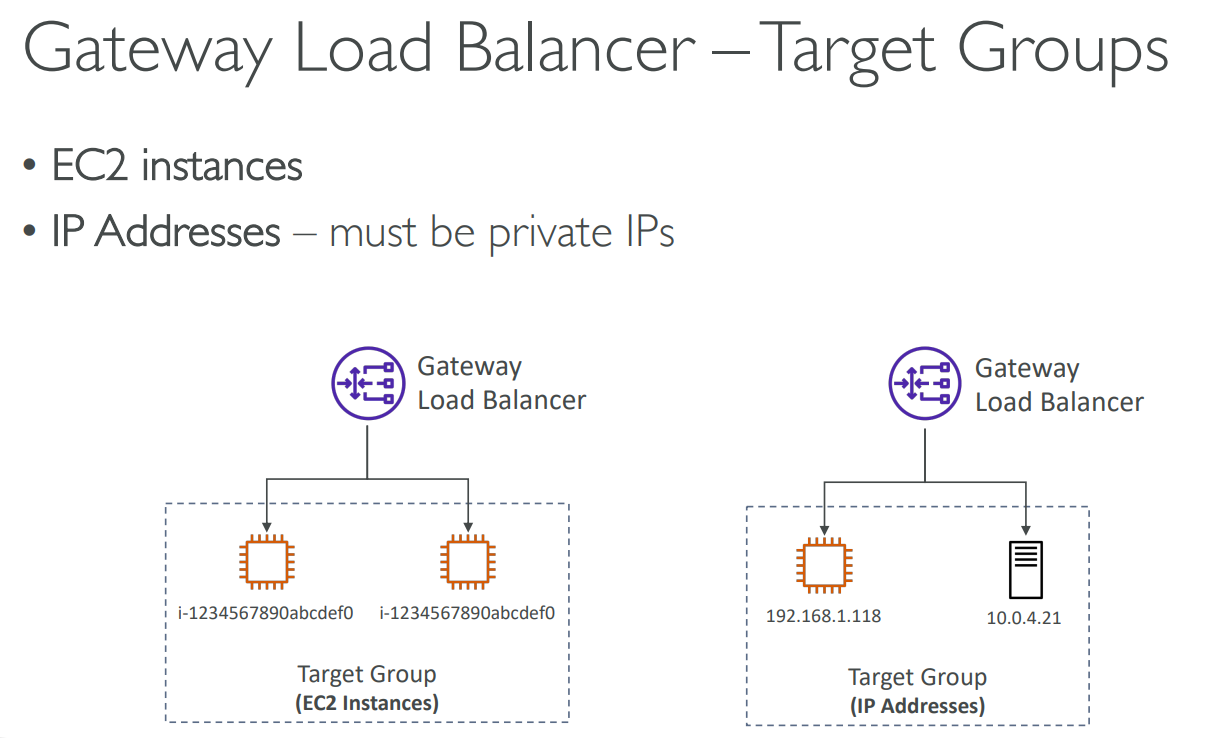 Gateway Load Balancer – Target Groups
• EC2 instances
• IP Addresses – must be private IPs
Gateway
Load Balancer
i-1234567890abcdef0
i-1234567890abcdef0
Target Group
(EC2 Instances)
Gateway
Load Balancer
192.168.1.118
10.0.4.21
Target Group
(IP Addresses)